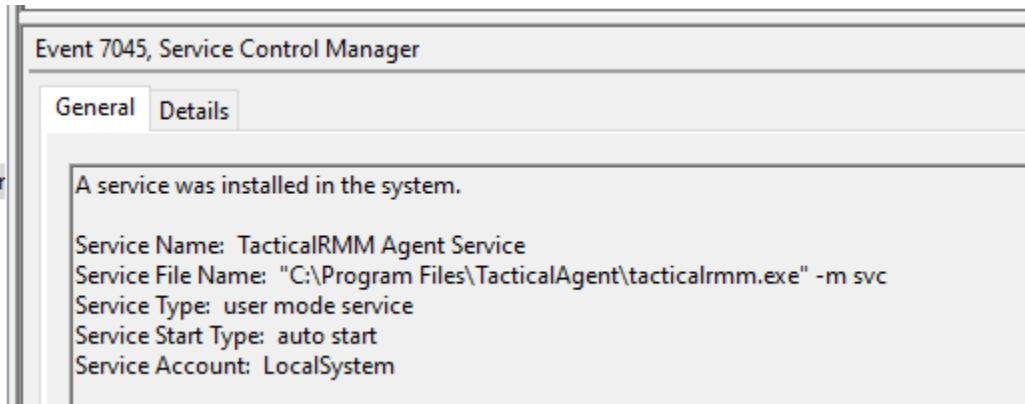 Event 7045, Service Control Manager
General Details
A service was installed in the system.
Service Name:  TacticalRMM Agent Service
Service File Name:  "C:\Program Files\TacticalAgent\tacticalrmm.exe" -m svc
Service Type:  user mode service
Service Start Type:  auto start
Service Account:  LocalSystem